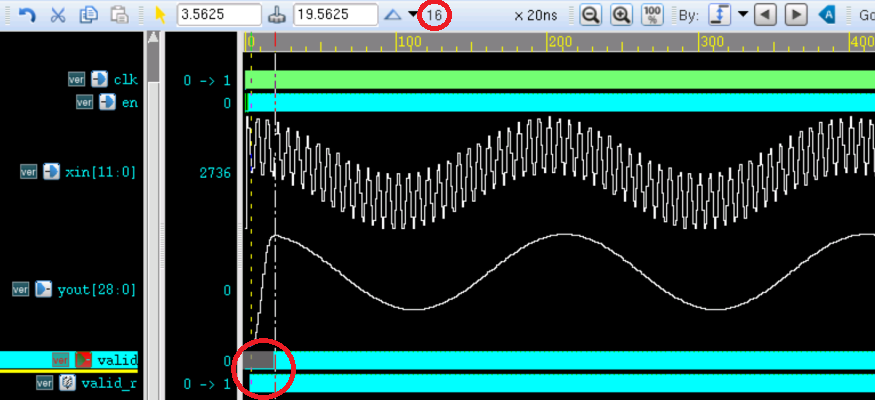 3.5625 19.5625 16 x 20ns 100 % By: Go
0 100 200 300 400
ver clk 0 -> 1
ver en 0
ver xin[11:0] 2736
ver yout[28:0] 0
ver valid 0
ver valid_r 0 -> 1